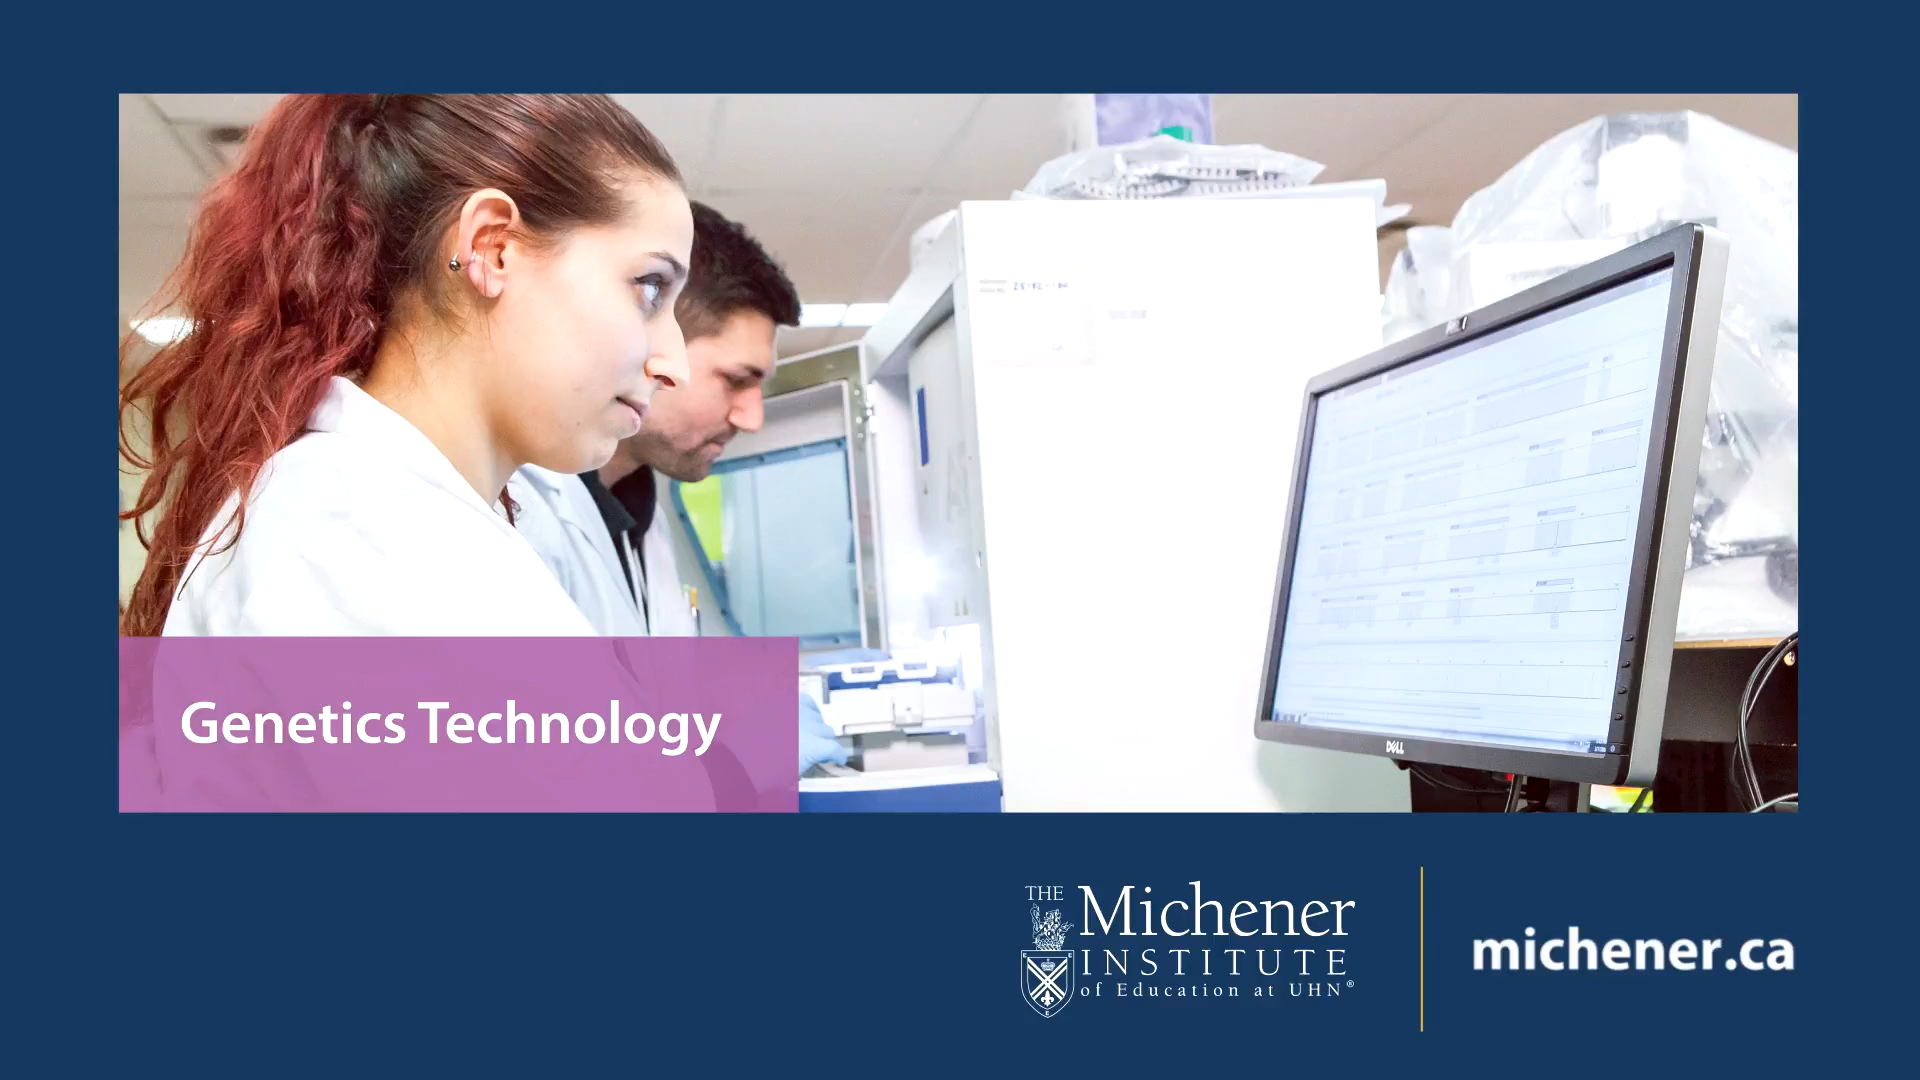 Genetics Technology
DELL
THE
Michener
INSTITUTE
of Education at UHN®
michener.ca